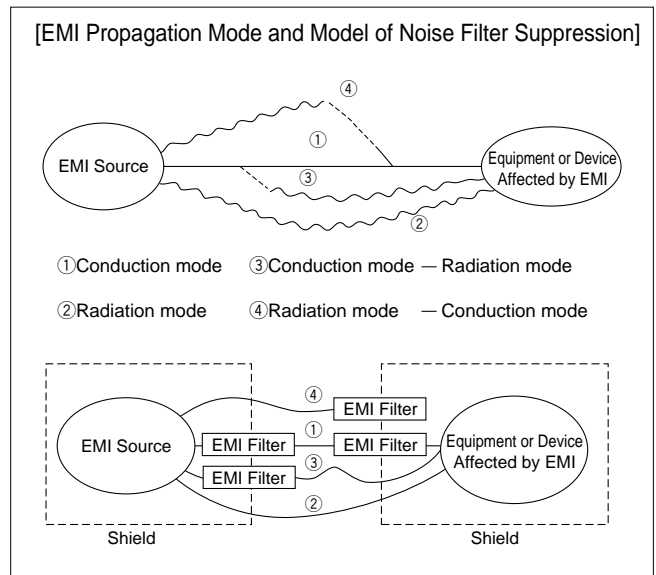 [EMI Propagation Mode and Model of Noise Filter Suppression]
④
①
EMI Source
Equipment or Device
Affected by EMI
③
②
①Conduction mode ③Conduction mode — Radiation mode
②Radiation mode ④Radiation mode — Conduction mode
④
EMI Filter
①
EMI Source
EMI Filter
EMI Filter
Equipment or Device
Affected by EMI
③
EMI Filter
②
Shield
Shield